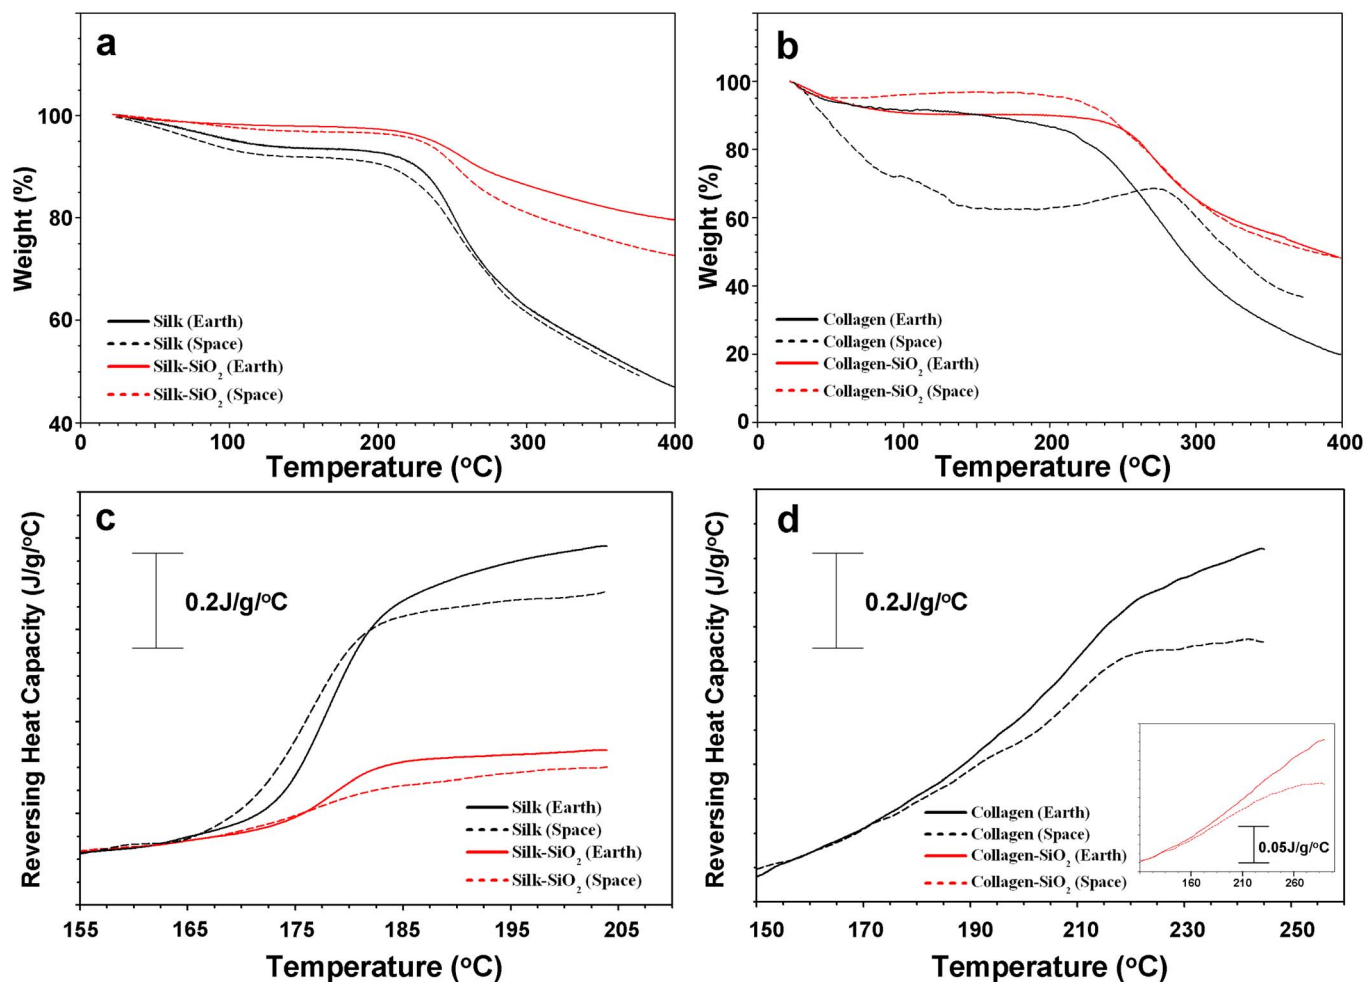 a
Weight (%)
100
80
60
40
Silk (Earth)
Silk (Space)
Silk-SiO₂ (Earth)
Silk-SiO₂ (Space)
0
100
200
300
400
Temperature (°C)
b
Weight (%)
100
80
60
40
20
0
Collagen (Earth)
Collagen (Space)
Collagen-SiO₂ (Earth)
Collagen-SiO₂ (Space)
0
100
200
300
400
Temperature (°C)
c
Reversing Heat Capacity (J/g/°C)
0.2J/g/°C
Silk (Earth)
Silk (Space)
Silk-SiO₂ (Earth)
Silk-SiO₂ (Space)
155
165
175
185
195
205
Temperature (°C)
d
Reversing Heat Capacity (J/g/°C)
0.2J/g/°C
Collagen (Earth)
Collagen (Space)
Collagen-SiO₂ (Earth)
Collagen-SiO₂ (Space)
0.05J/g/°C
160
210
260
150
170
190
210
230
250
Temperature (°C)